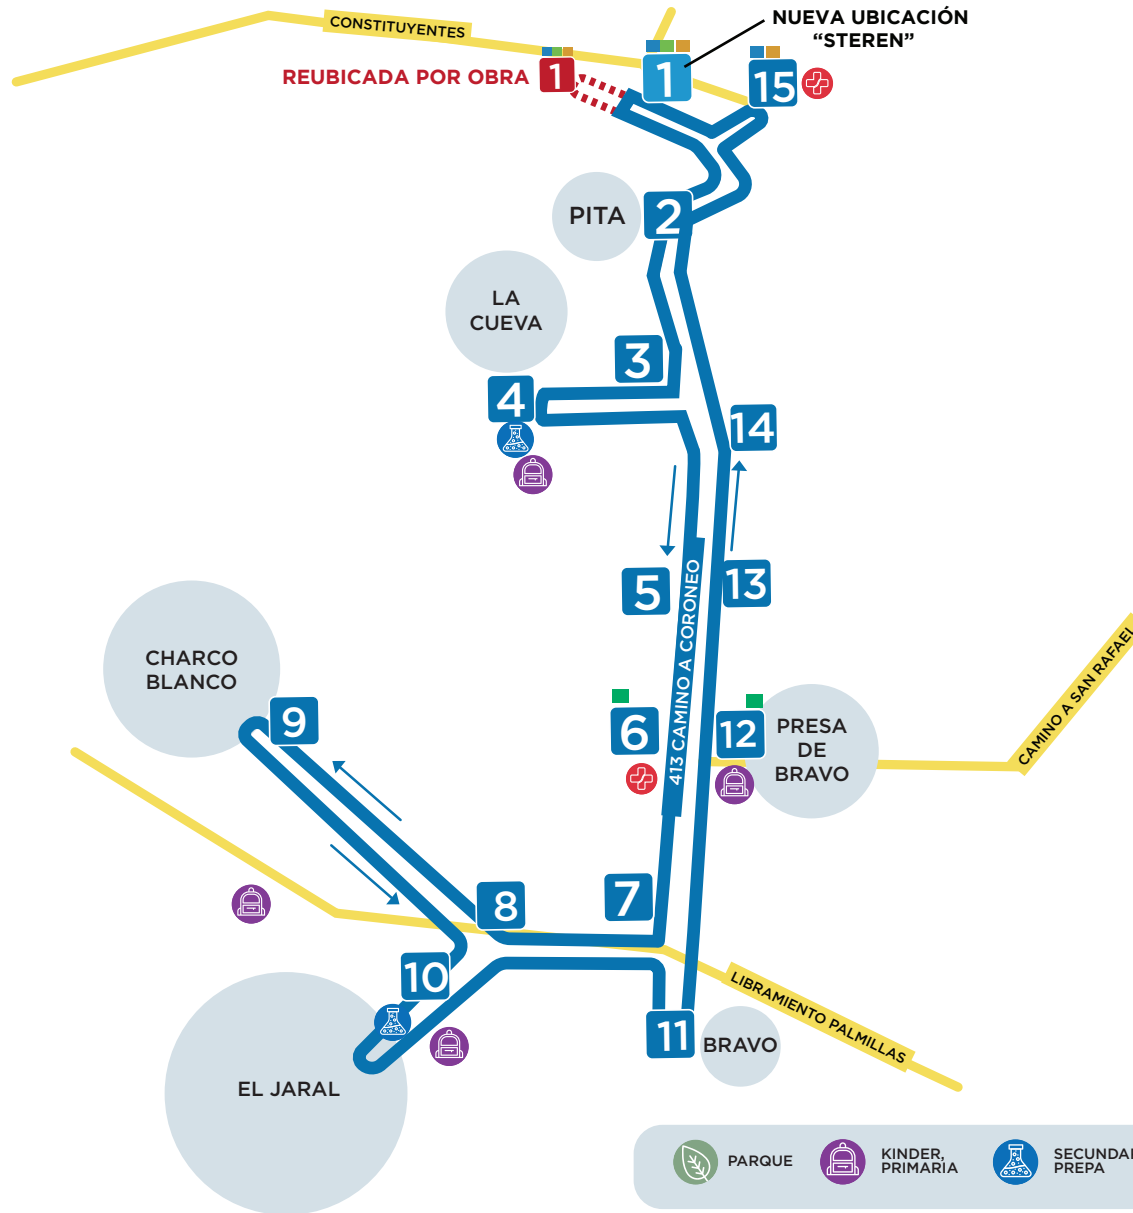 CONSTITUYENTES
NUEVA UBICACIÓN
“STEREN”
REUBICADA POR OBRA
1
1
15
PITA
2
LA
CUEVA
3
4
14
5
13
413 CAMINO A CORONEO
CHARCO
BLANCO
9
6
12
PRESA
DE
BRAVO
CAMINO A SAN RAFAEL
7
8
10
LIBRAMIENTO PALMILLAS
11
BRAVO
EL JARAL
PARQUE
KINDER,
PRIMARIA
SECUNDAR
PREPA